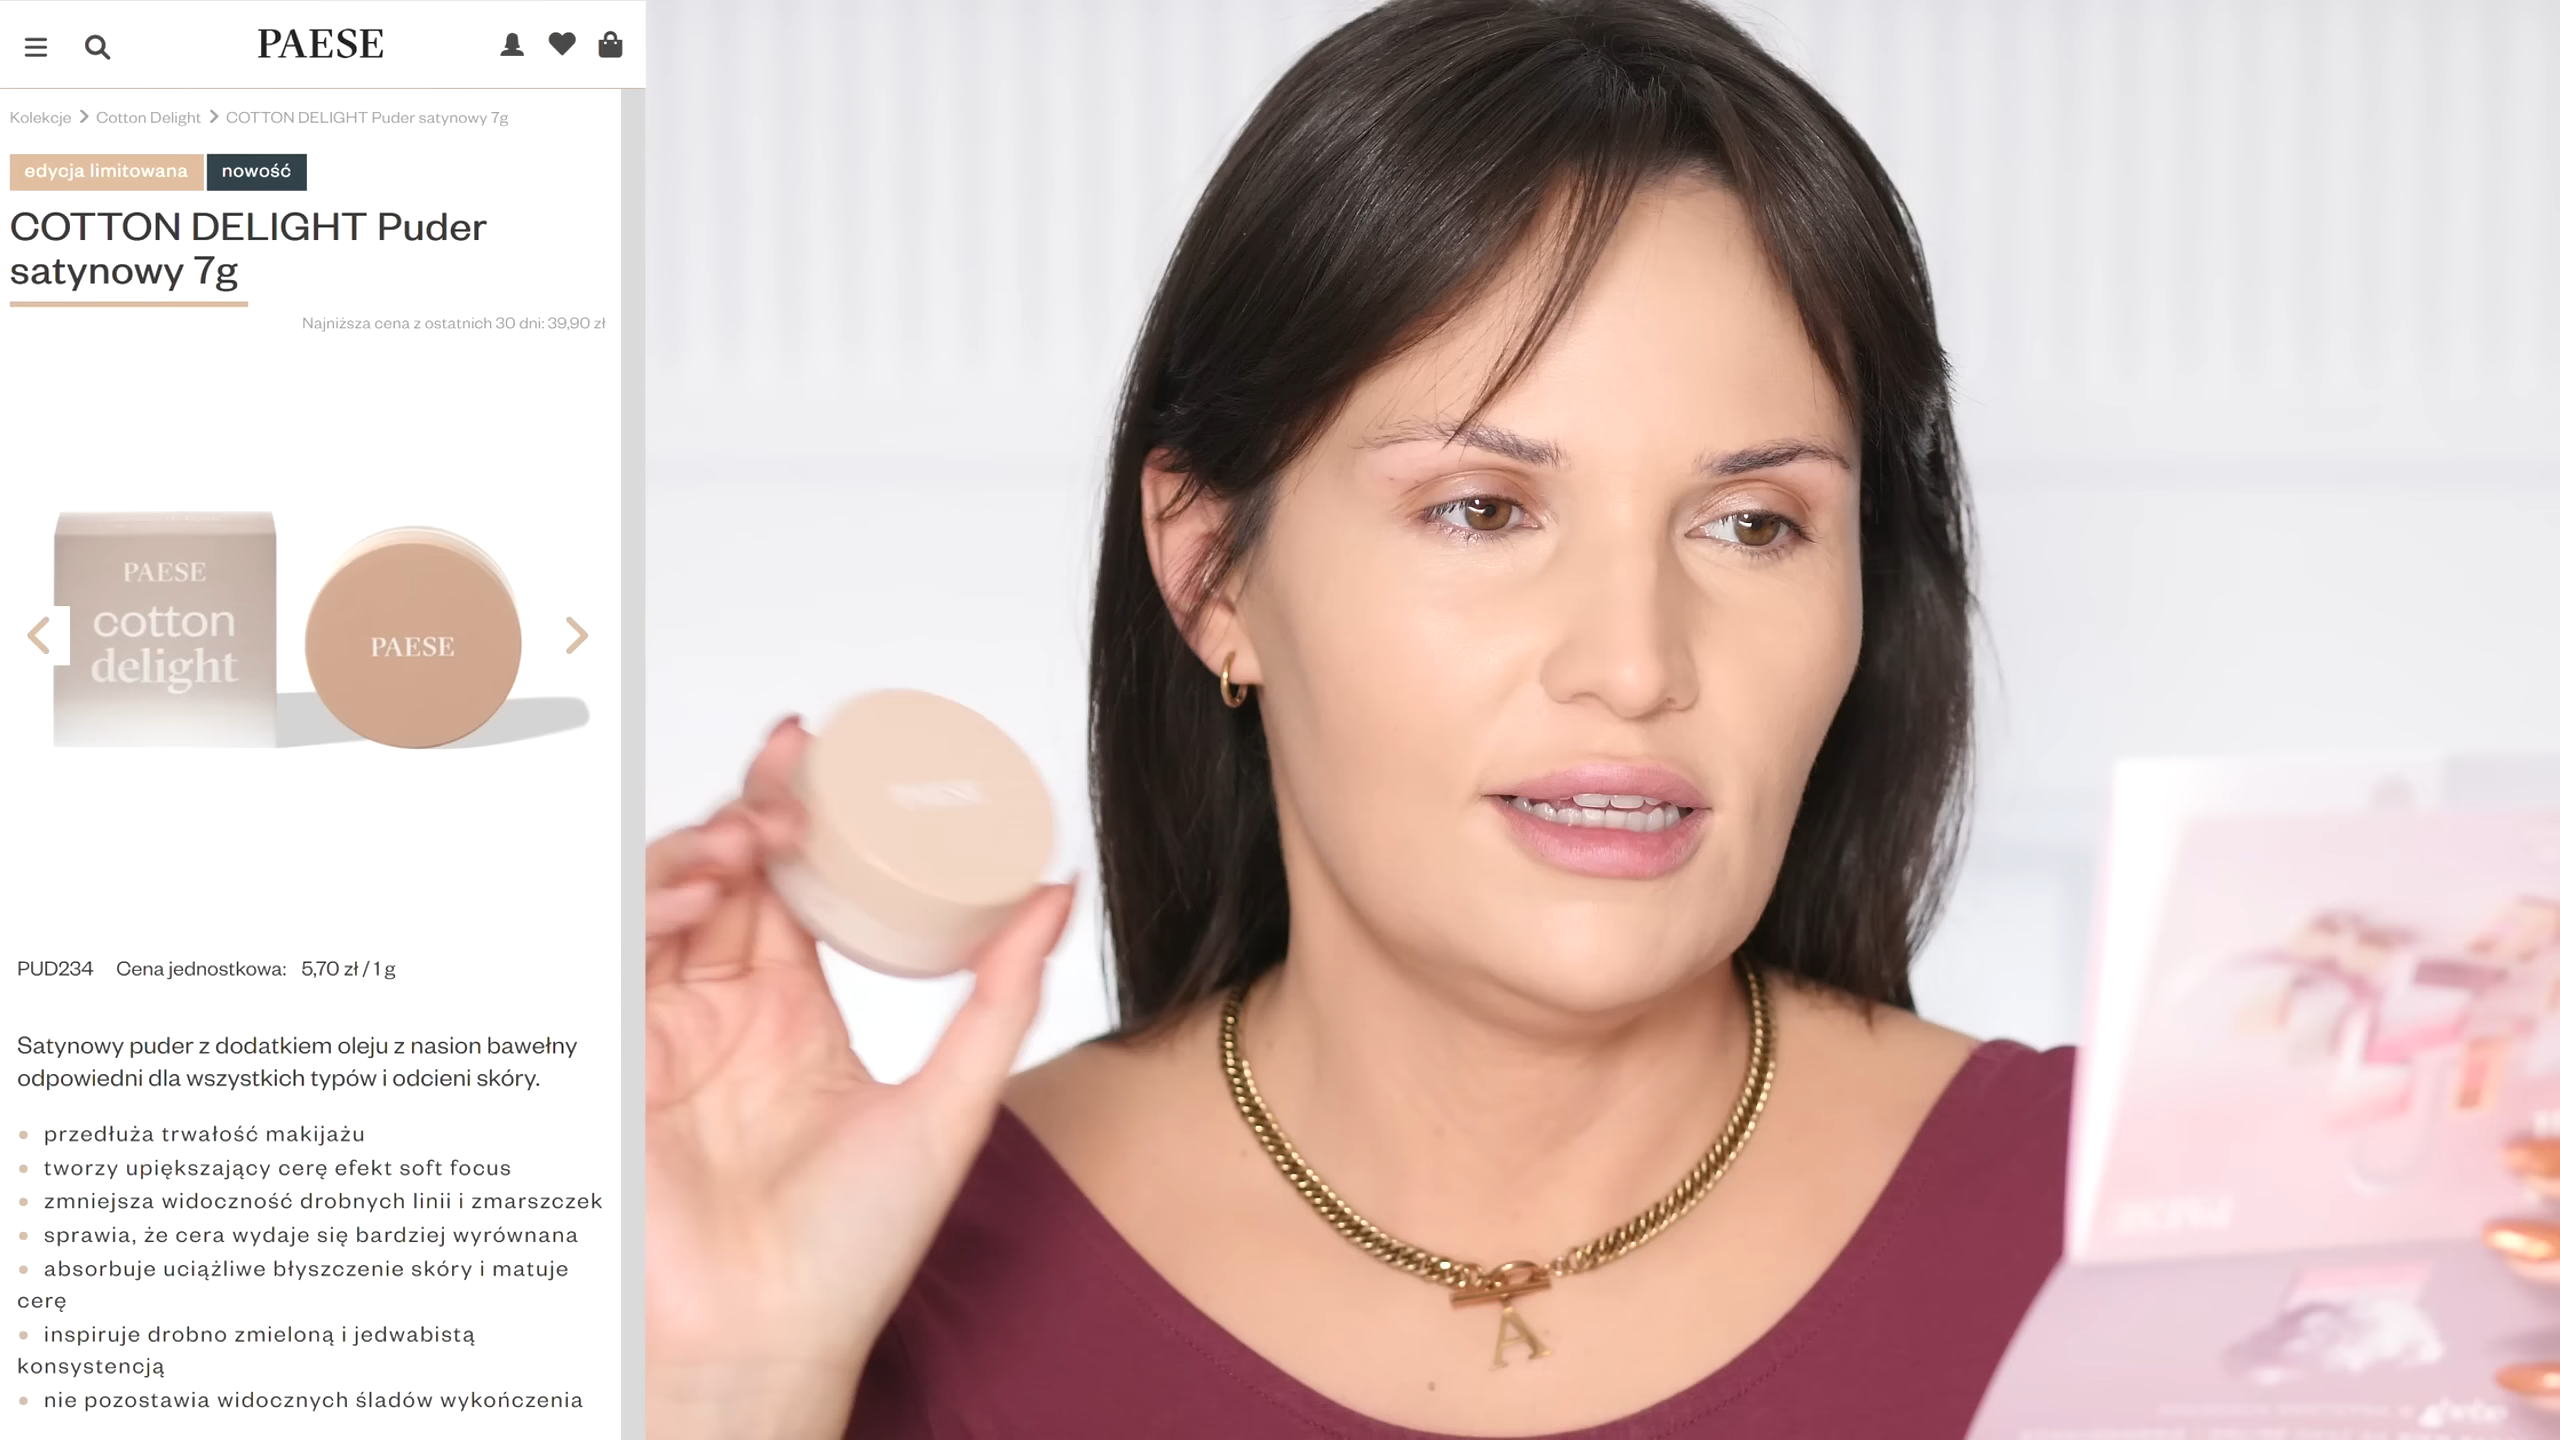 PAESE
Kolekcje > Cotton Delight > COTTON DELIGHT Puder satynowy 7g
edycja limitowana nowość
COTTON DELIGHT Puder
satynowy 7g
Najniższa cena z ostatnich 30 dni: 39,90 zł
PAESE
cotton
delight
PAESE
PUD234 Cena jednostkowa: 5,70 zł / 1 g
Satynowy puder z dodatkiem oleju z nasion bawełny
odpowiedni dla wszystkich typów i odcieni skóry.
• przedłuża trwałość makijażu
• tworzy upiększający cerę efekt soft focus
• zmniejsza widoczność drobnych linii i zmarszczek
• sprawia, że cera wydaje się bardziej wyrównana
• absorbuje uciążliwe błyszczenie skóry i matuje
cerę
• inspiruje drobno zmieloną i jedwabistą
konsystencją
• nie pozostawia widocznych śladów wykończenia
A